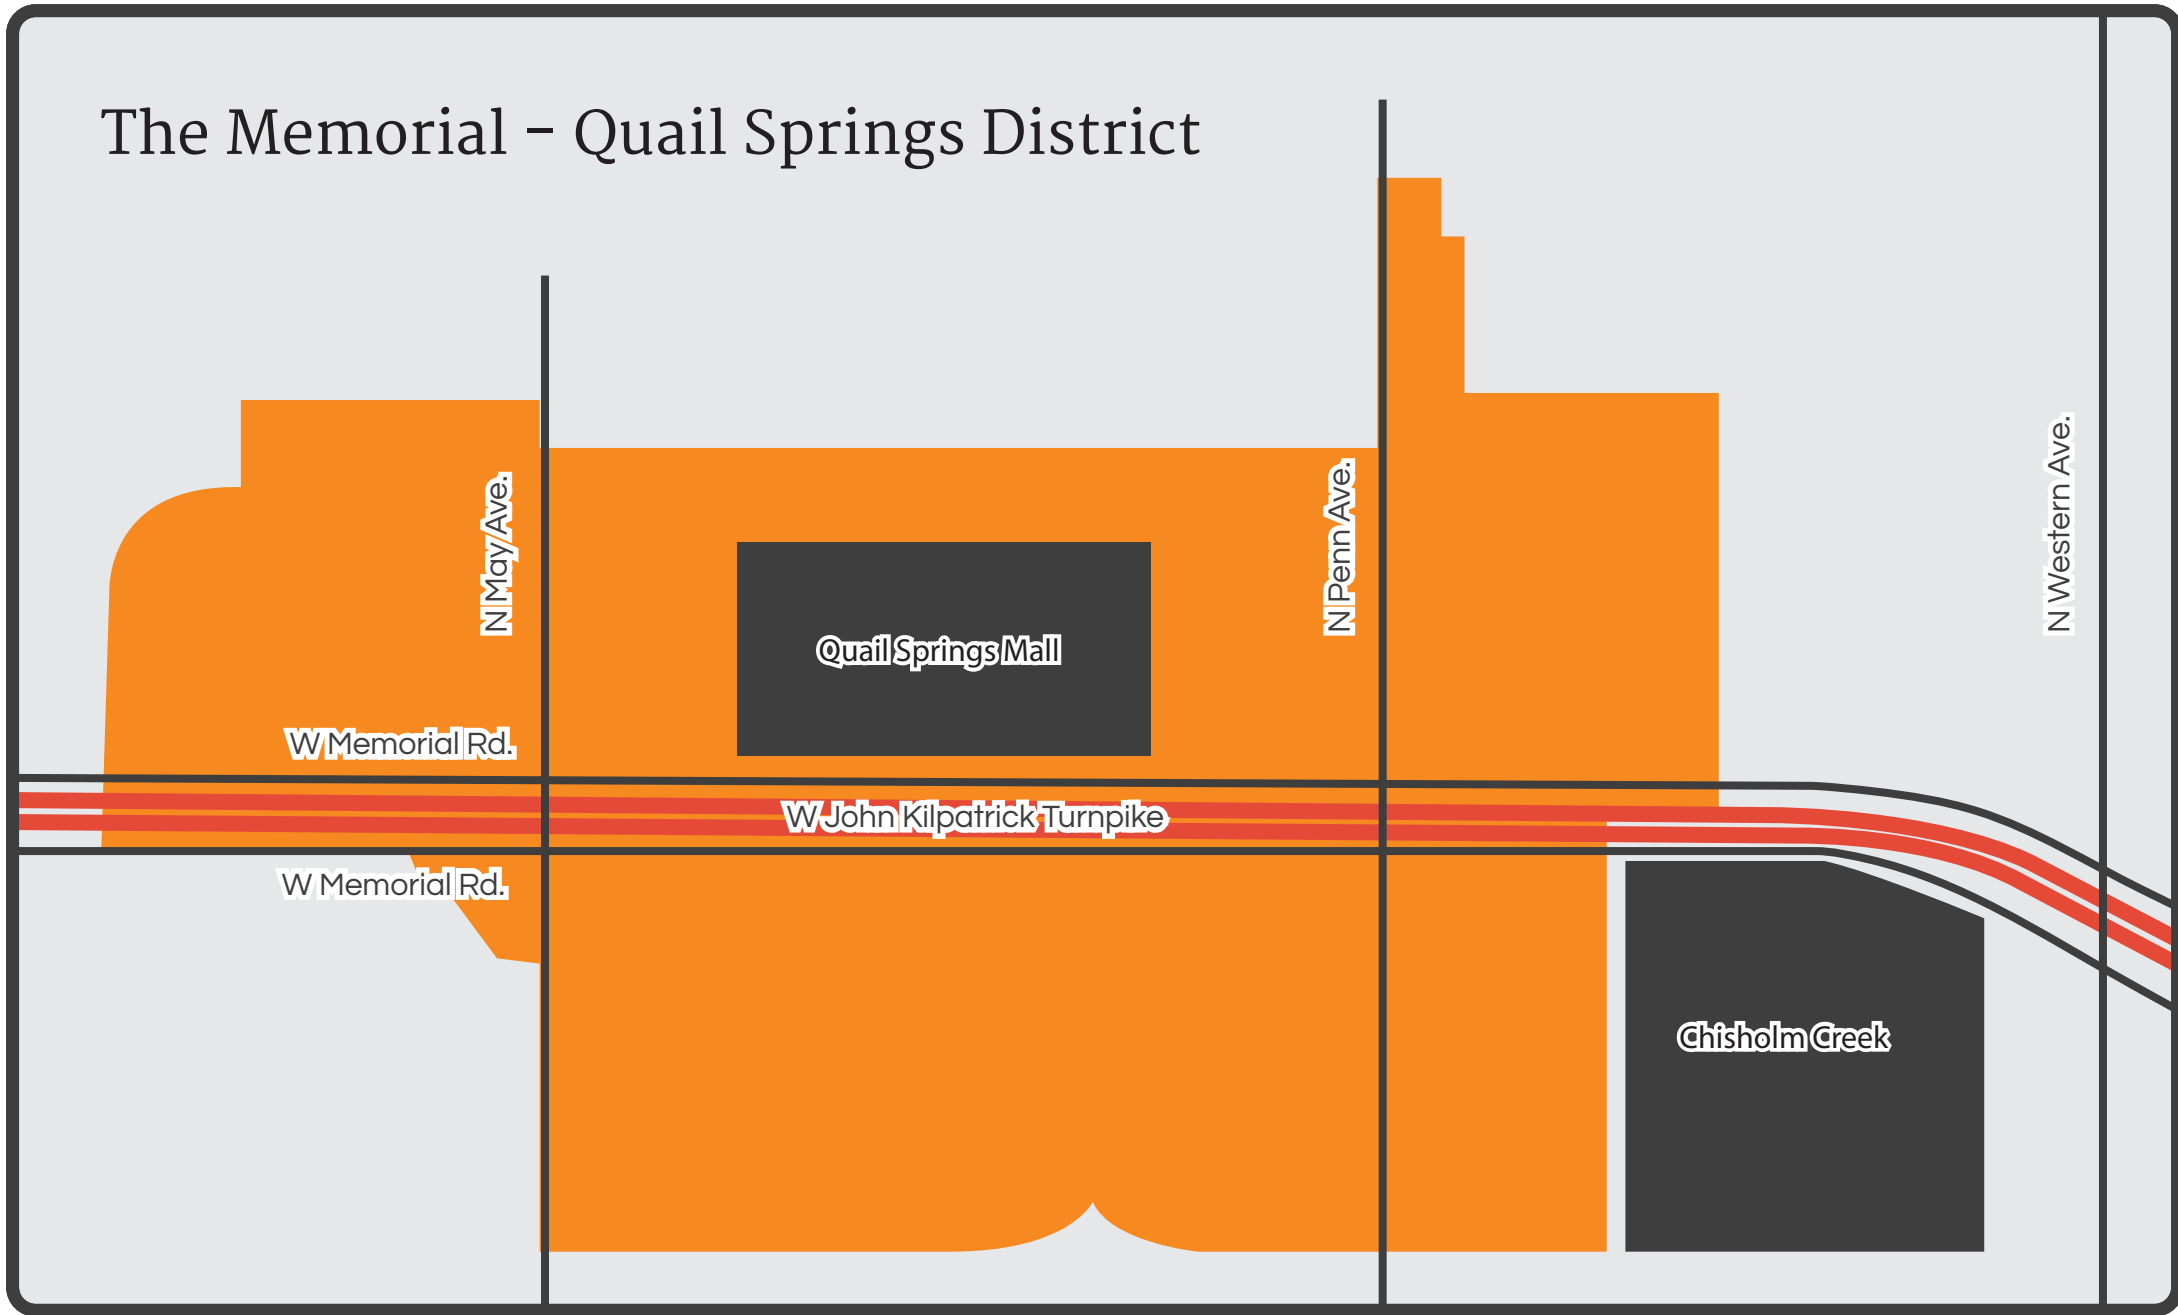 The Memorial - Quail Springs District
N May Ave.
N Penn Ave.
N Western Ave.
Quail Springs Mall
W Memorial Rd.
W John Kilpatrick Turnpike
W Memorial Rd.
Chisholm Creek